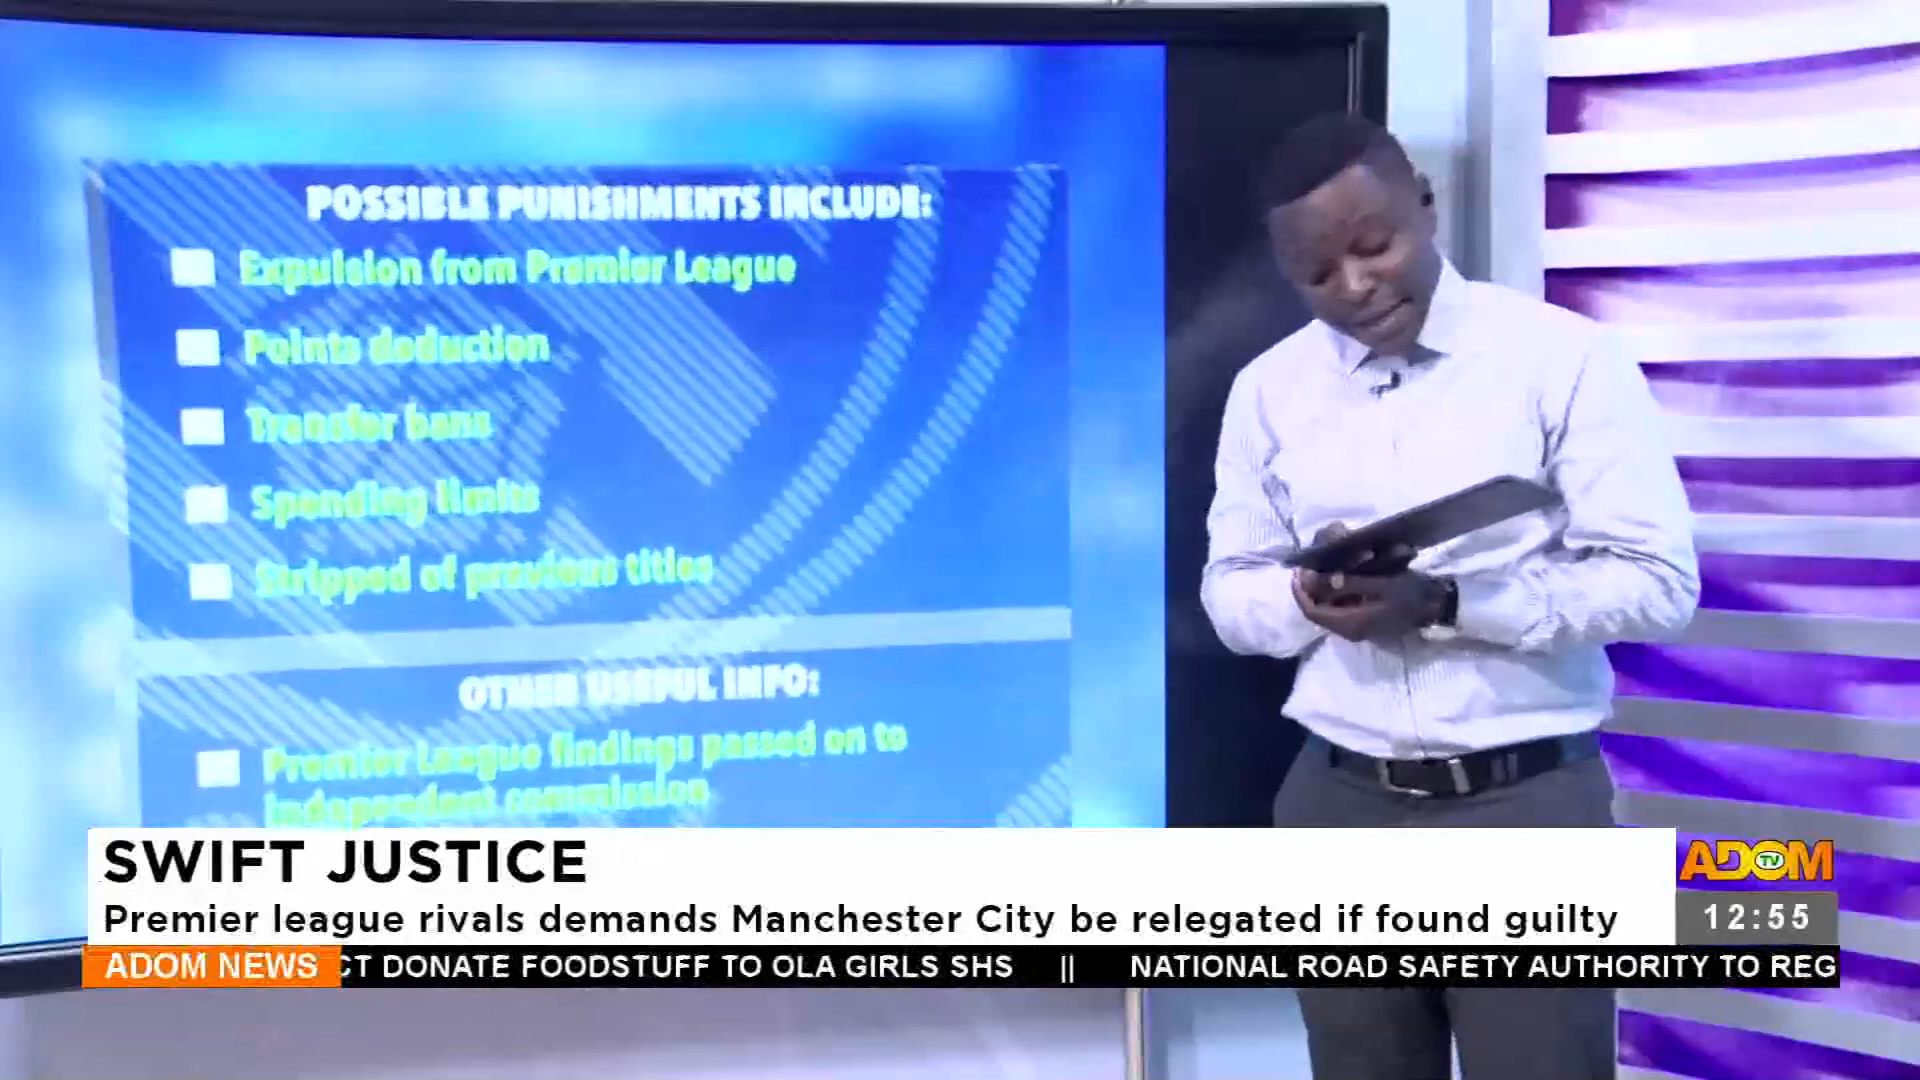 POSSIBLE PUNISHMENTS INCLUDE:
Expulsion from Premier League
Points deduction
Transfer bans
Spending limits
Stripped of previous titles
OTHER USEFUL INFO:
Premier League findings passed on to
independent commission
SWIFT JUSTICE
Premier league rivals demands Manchester City be relegated if found guilty
ADOM TV
12:55
ADOM NEWS
CT DONATE FOODSTUFF TO OLA GIRLS SHS || NATIONAL ROAD SAFETY AUTHORITY TO REG